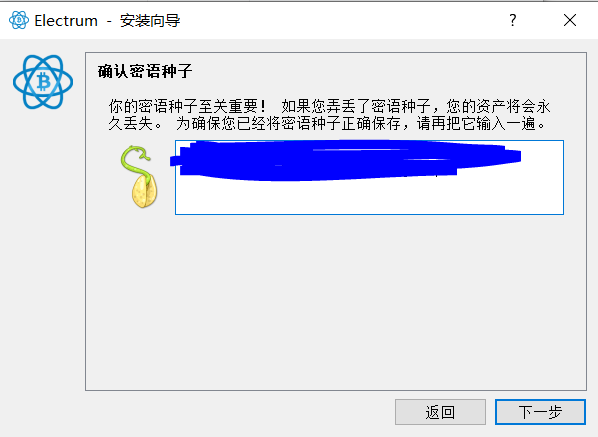 Electrum - 安装向导
确认密语种子
你的密语种子至关重要! 如果您弄丢了密语种子,您的资产将会永
久丢失。 为确保您已经将密语种子正确保存,请再把它输入一遍。
返回
下一步